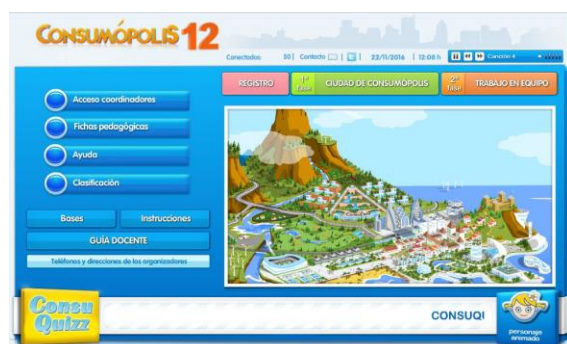 CONSUMÓPOLIS 12
Conectados: 50 | Contacto | 22/11/2016 | 12:08 h Canción 4
REGISTRO
1ª fase CIUDAD DE CONSUMÓPOLIS
2ª fase TRABAJO EN EQUIPO
Acceso coordinadores
Fichas pedagógicas
Ayuda
Clasificación
Bases Instrucciones
GUÍA DOCENTE
Teléfonos y direcciones de los organizadores
Consu
Quizz
CONSUQI
personaje
animado